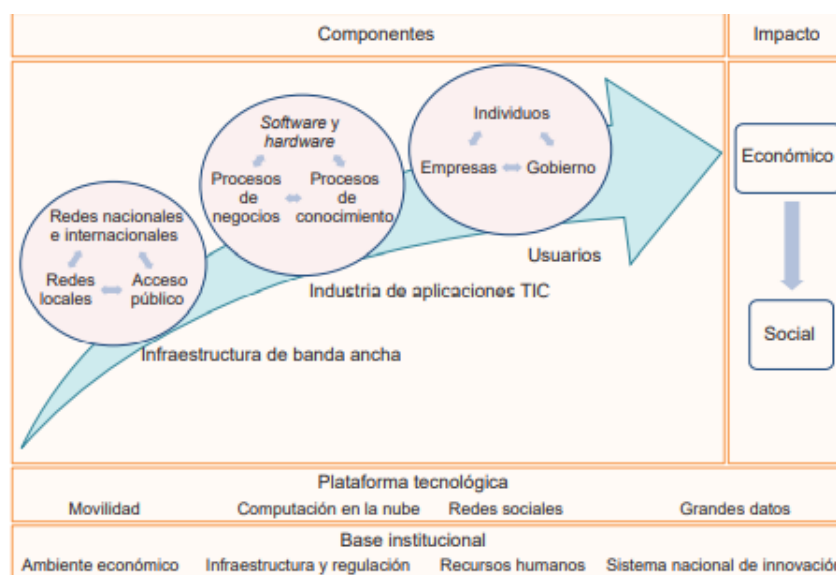 Componentes
Impacto
Individuos
Empresas
Gobierno
Software y
hardware
Procesos
de
negocios
Procesos
de
conocimiento
Redes nacionales
e internacionales
Redes
locales
Acceso
público
Usuarios
Industria de aplicaciones TIC
Infraestructura de banda ancha
Económico
Social
Plataforma tecnológica
Movilidad
Computación en la nube
Redes sociales
Grandes datos
Base institucional
Ambiente económico
Infraestructura y regulación
Recursos humanos
Sistema nacional de innovación